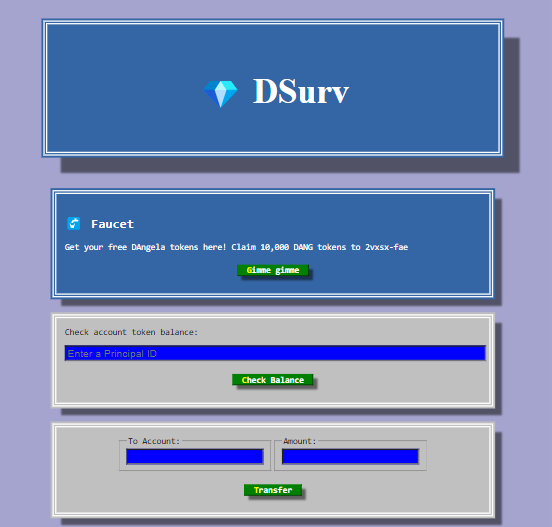 DSurv
Faucet
Get your free DAngela tokens here! Claim 10,000 DANG tokens to 2vxsx-fae
Gimme gimme
Check account token balance:
Enter a Principal ID
Check Balance
To Account:
Amount:
Transfer